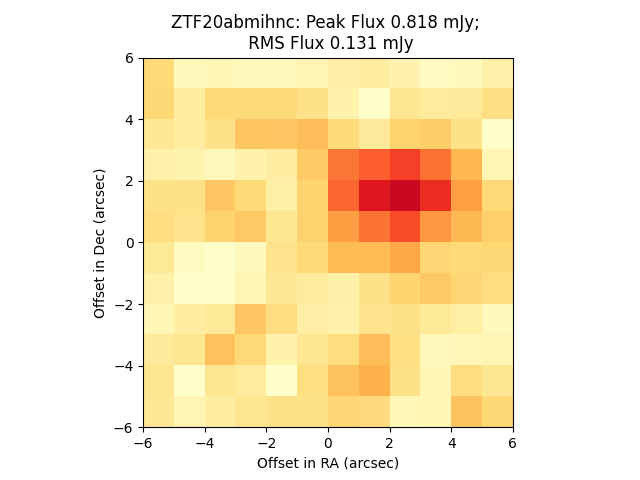 ZTF20abmihnc: Peak Flux 0.818 mJy;
RMS Flux 0.131 mJy
6
4
2
0
−2
−4
−6
Offset in Dec (arcsec)
−6 −4 −2 0 2 4 6
Offset in RA (arcsec)